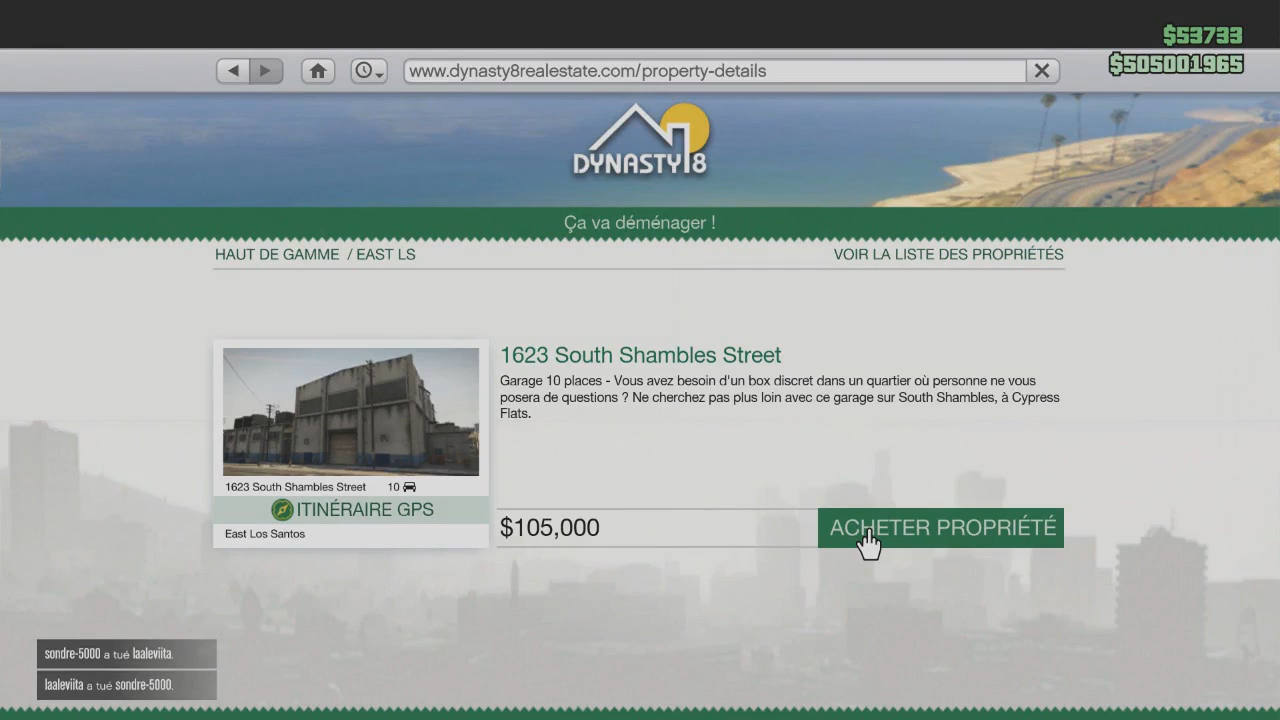 $53733
www.dynasty8realestate.com/property-details
$505001965
DYNASTY8
Ça va déménager !
HAUT DE GAMME / EAST LS
VOIR LA LISTE DES PROPRIÉTÉS
1623 South Shambles Street
Garage 10 places - Vous avez besoin d'un box discret dans un quartier où personne ne vous
posera de questions ? Ne cherchez pas plus loin avec ce garage sur South Shambles, à Cypress
Flats.
1623 South Shambles Street 10
ITINÉRAIRE GPS
East Los Santos
$105,000
ACHETER PROPRIÉTÉ
sondre-5000 a tué laaleviita.
laaleviita a tué sondre-5000.